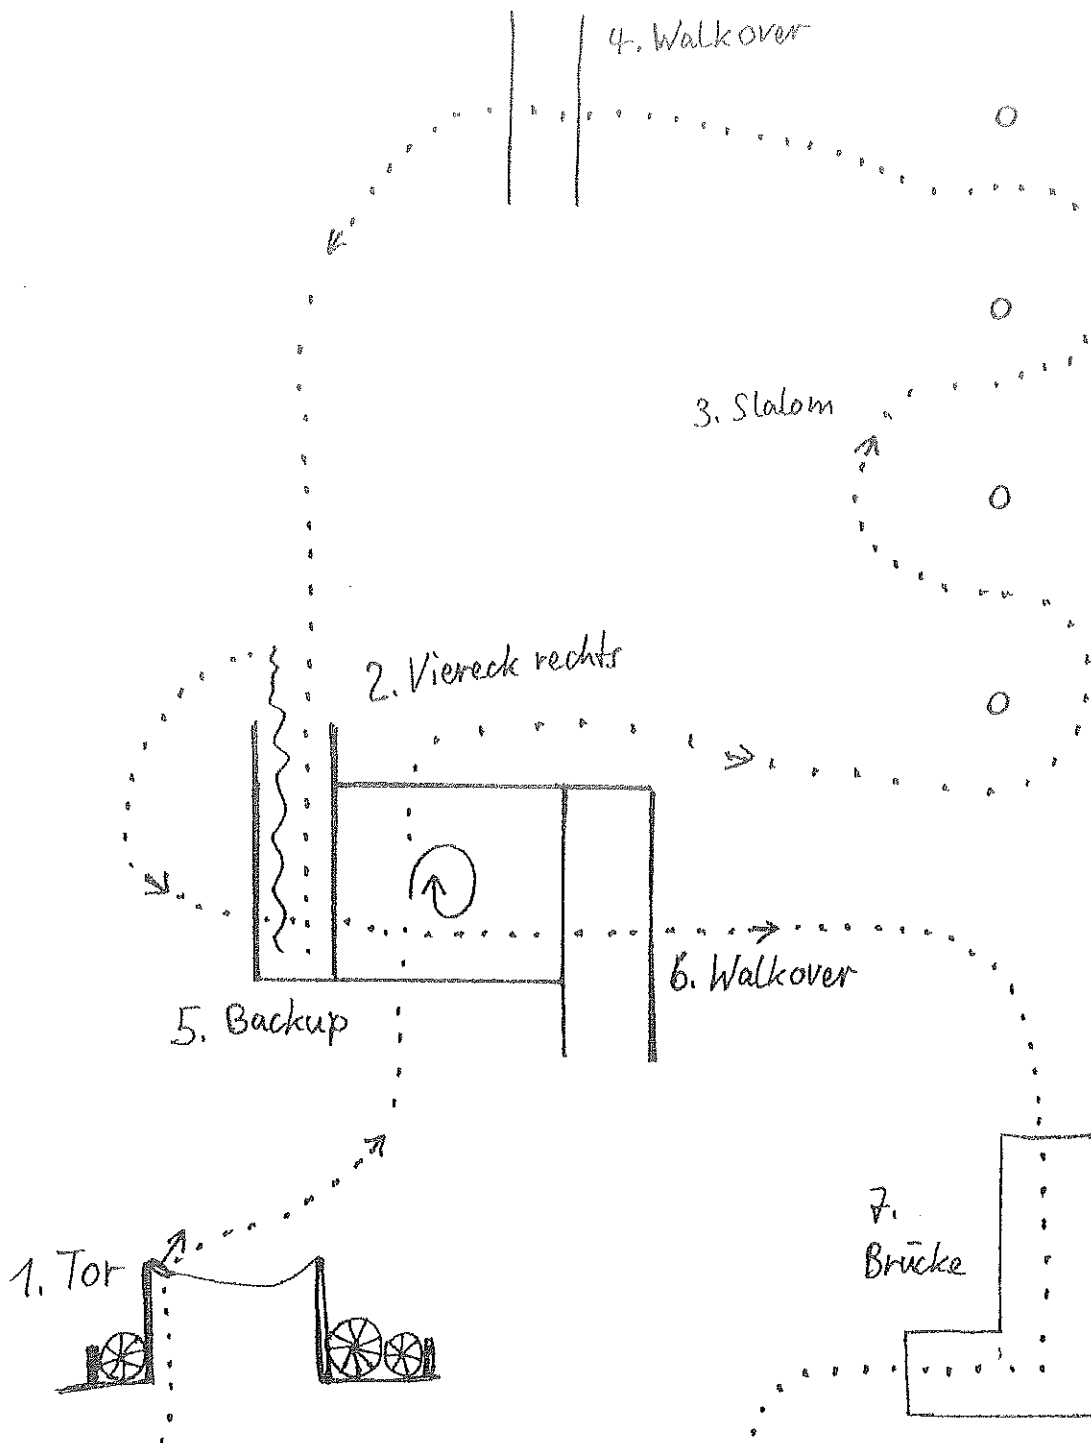 4. Walkover
3. Slalom
2. Viereck rechts
6. Walkover
5. Backup
7.
Brücke
1. Tor